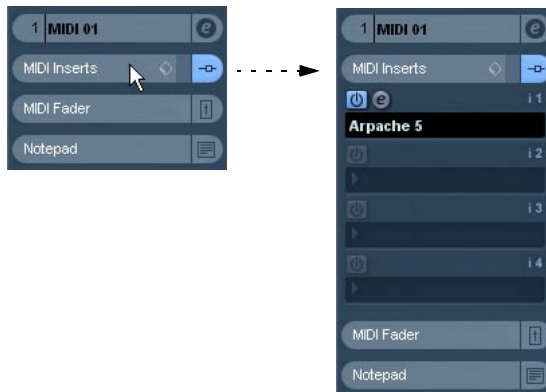 1 MIDI 01 e
MIDI Inserts
MIDI Fader
Notepad
1 MIDI 01 e
MIDI Inserts
e i 1
Arpache 5
i 2
i 3
i 4
MIDI Fader
Notepad